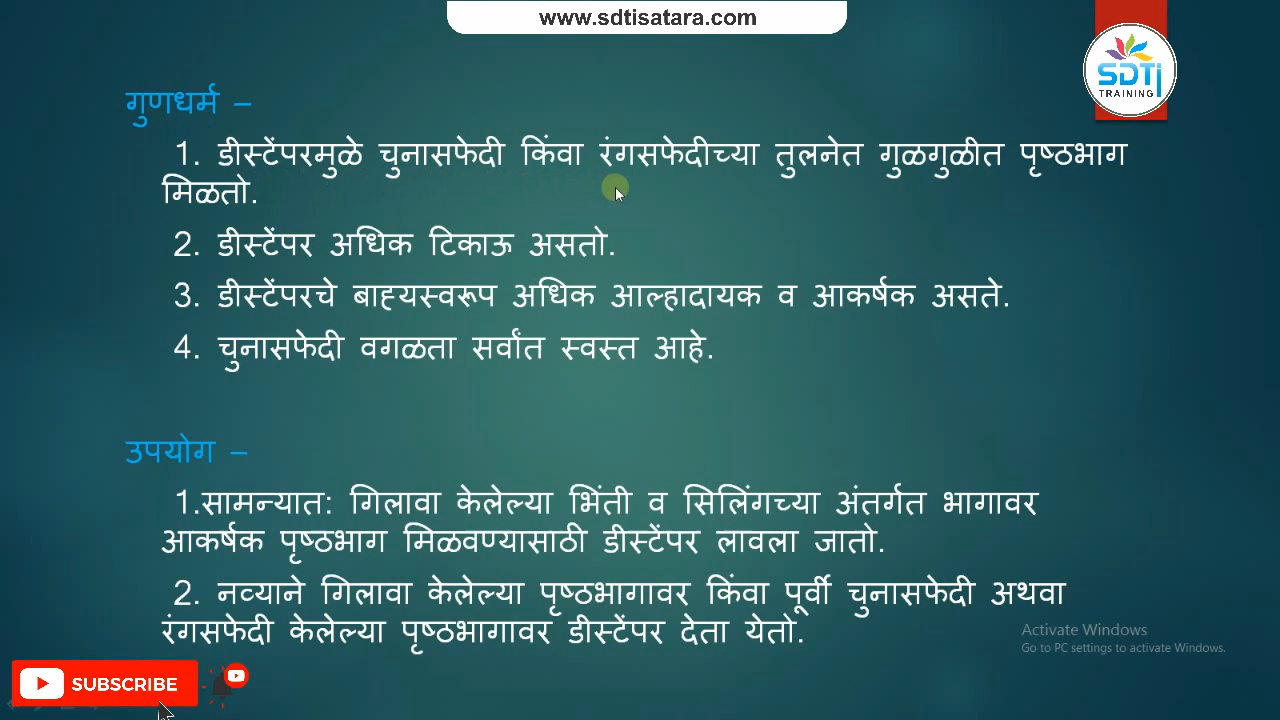 www.sdtisatara.com
SDTI
TRAINING
गुणधर्म –
1. डीस्टेंपरमुळे चुनासफेदी किंवा रंगसफेदीच्या तुलनेत गुळगुळीत पृष्ठभाग
मिळतो.
2. डीस्टेंपर अधिक टिकाऊ असतो.
3. डीस्टेंपरचे बाह्यस्वरूप अधिक आल्हादायक व आकर्षक असते.
4. चुनासफेदी वगळता सर्वांत स्वस्त आहे.
उपयोग –
1.सामन्यात: गिलावा केलेल्या भिंती व सिलिंगच्या अंतर्गत भागावर
आकर्षक पृष्ठभाग मिळवण्यासाठी डीस्टेंपर लावला जातो.
2. नव्याने गिलावा केलेल्या पृष्ठभागावर किंवा पूर्वी चुनासफेदी अथवा
रंगसफेदी केलेल्या पृष्ठभागावर डीस्टेंपर देता येतो.
Activate Windows
Go to PC settings to activate Windows.
SUBSCRIBE